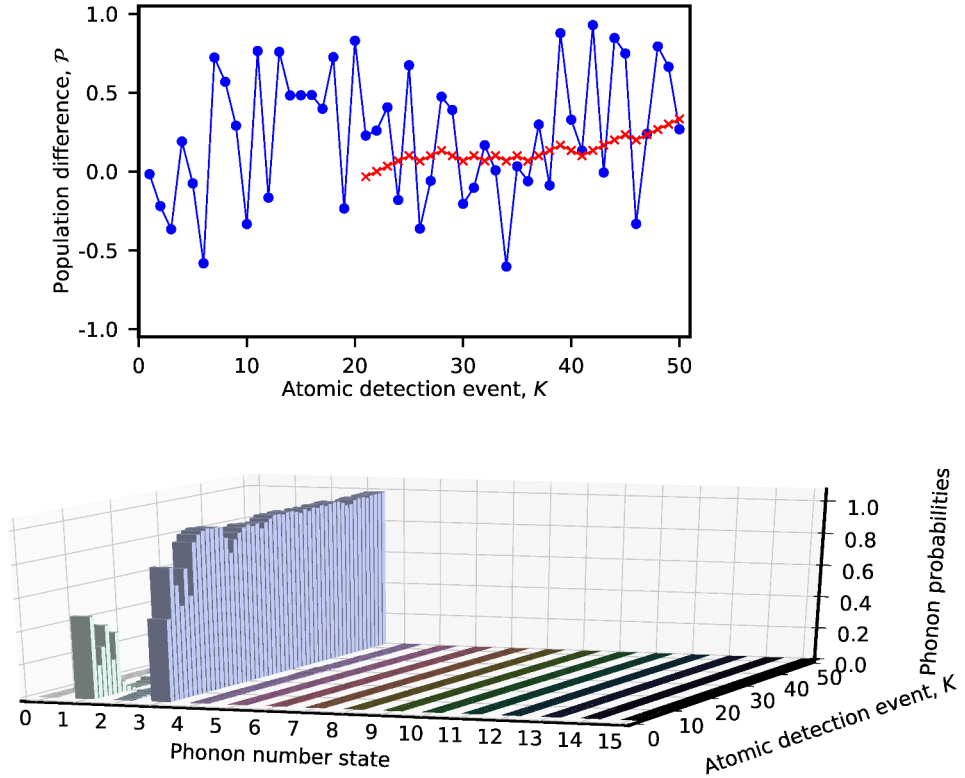 1.0
0.5
0.0
-0.5
-1.0
Population difference, 𝒫
0 10 20 30 40 50
Atomic detection event, K
1.0
0.8
0.6
0.4
0.2
0.0
Phonon probabilities
0 1 2 3 4 5 6 7 8 9 10 11 12 13 14 15
Phonon number state
0 10 20 30 40 50
Atomic detection event, K